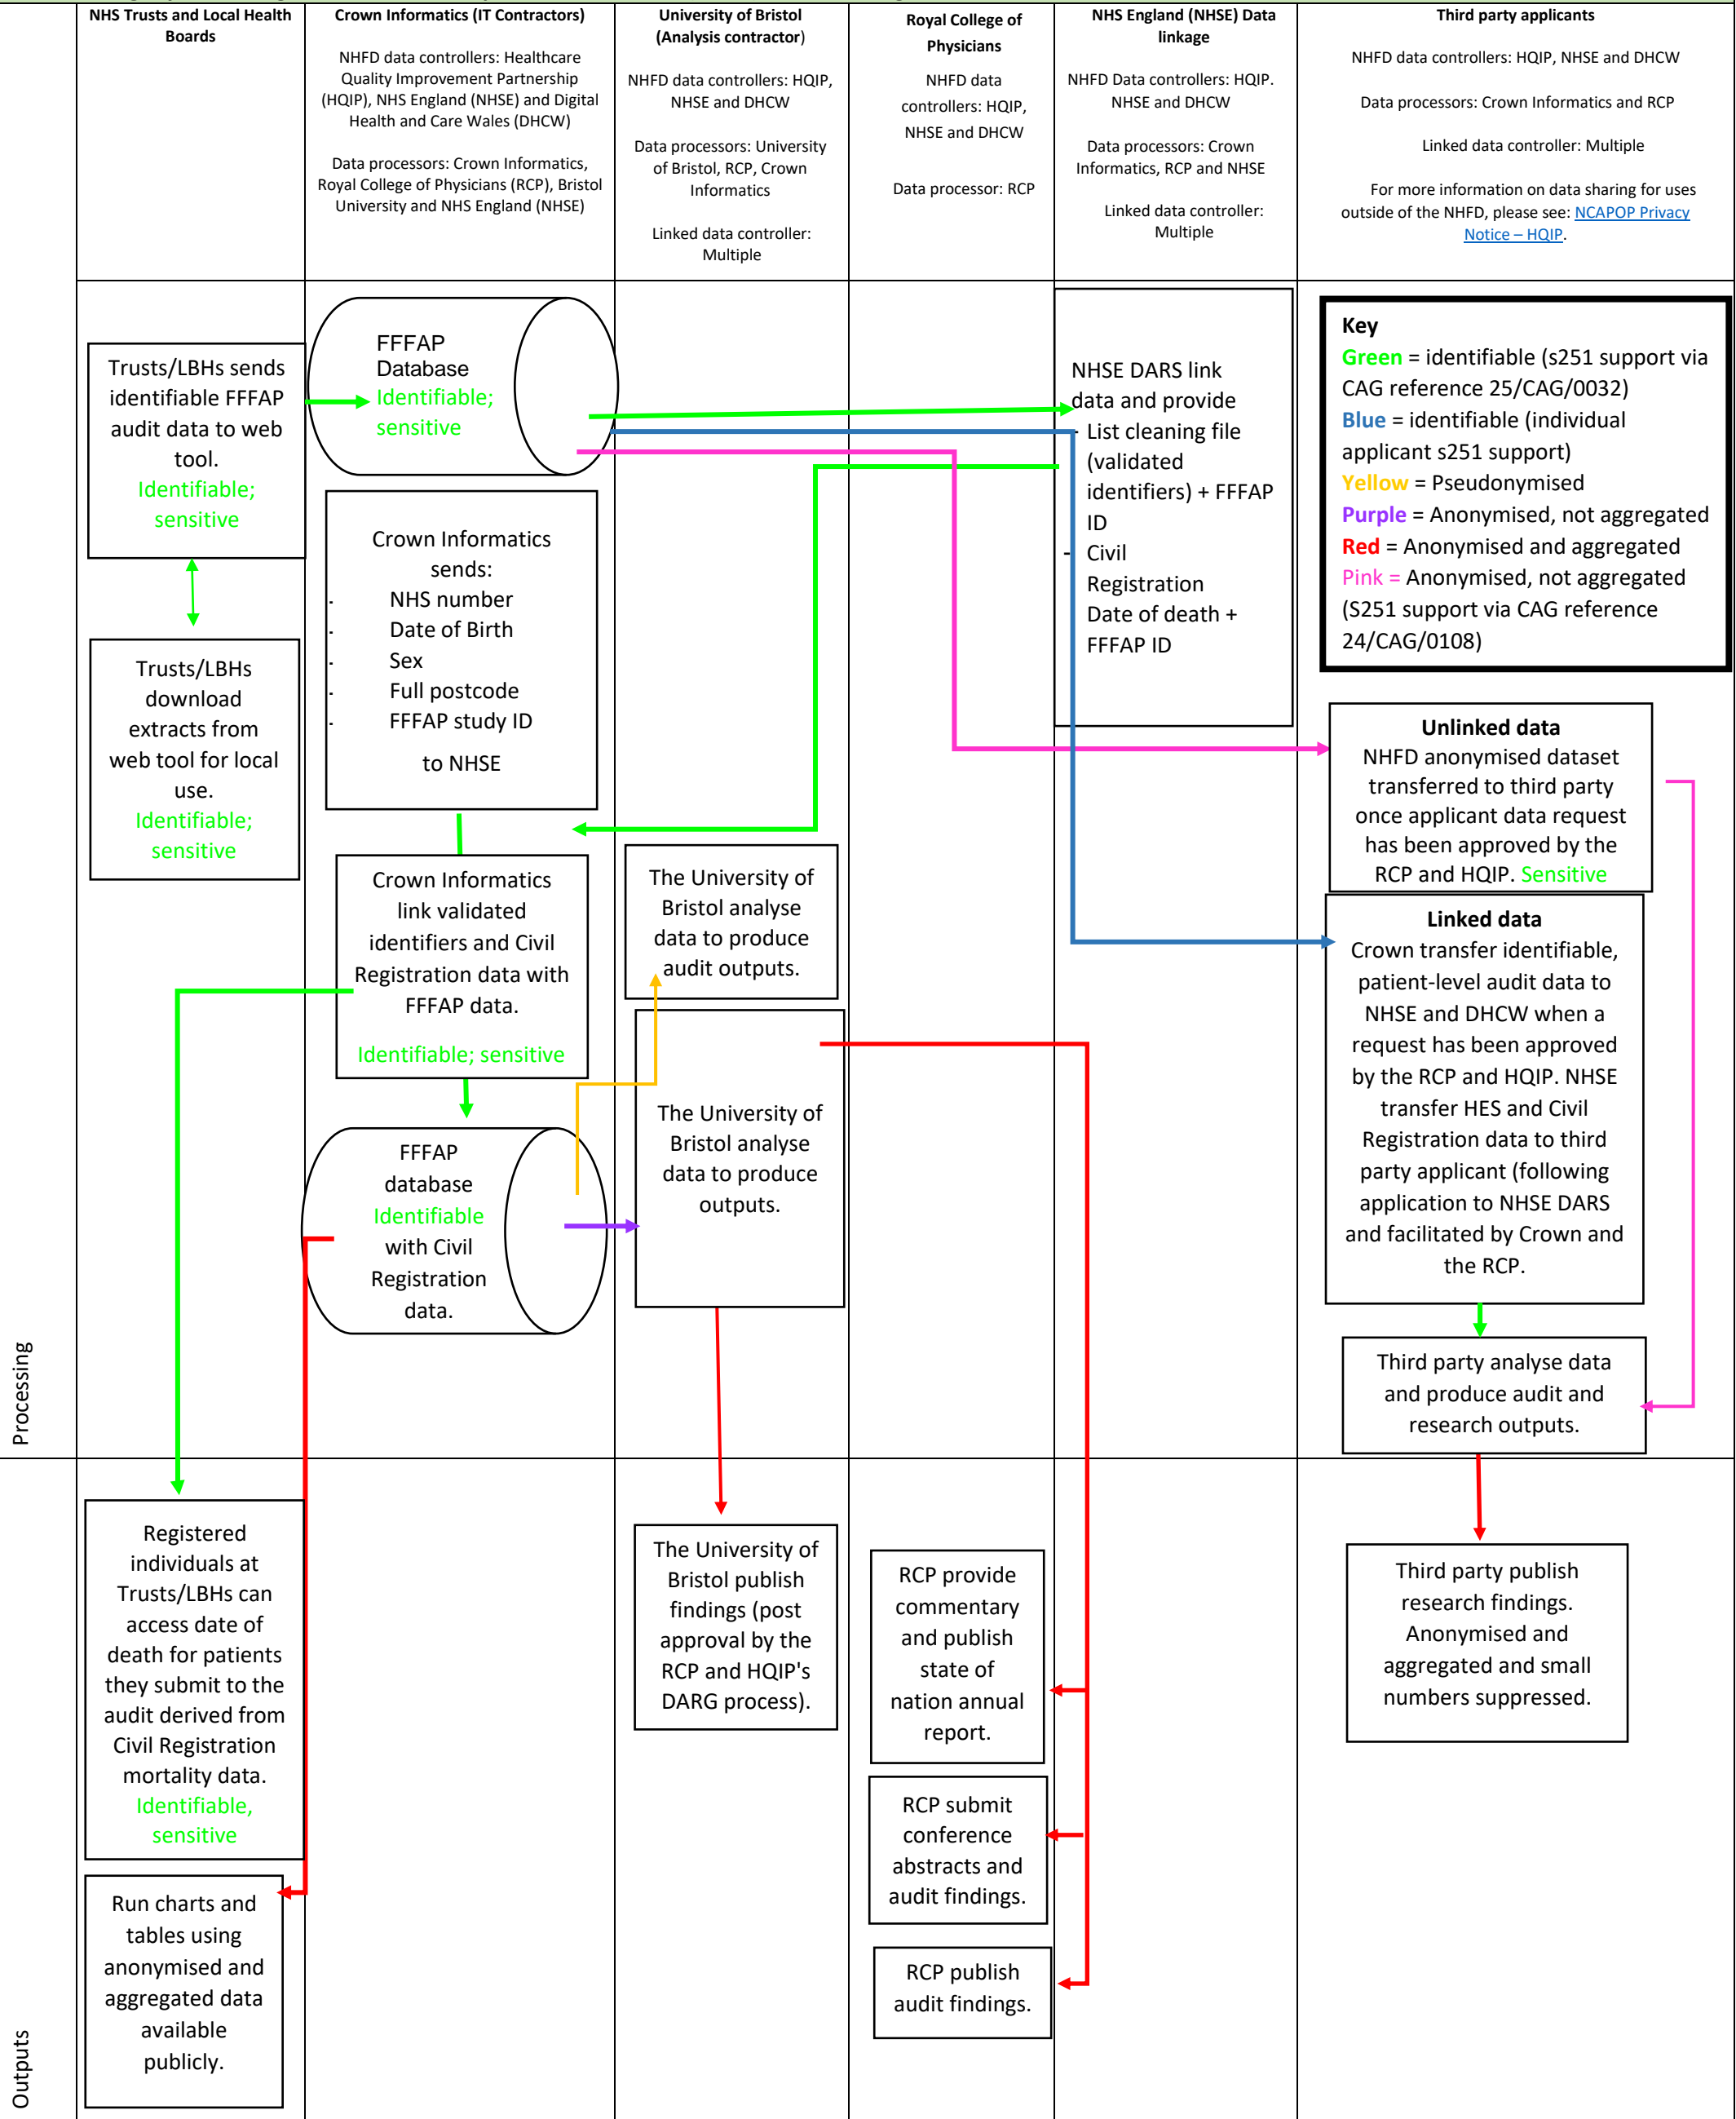 NHS Trusts and Local Health
Boards
Crown Informatics (IT Contractors)
NHFD data controllers: Healthcare
Quality Improvement Partnership
(HQIP), NHS England (NHSE) and Digital
Health and Care Wales (DHCW)
Data processors: Crown Informatics,
Royal College of Physicians (RCP), Bristol
University and NHS England (NHSE)
University of Bristol
(Analysis contractor)
NHFD data controllers: HQIP,
NHSE and DHCW
Data processors: University
of Bristol, RCP, Crown
Informatics
Linked data controller:
Multiple
Royal College of
Physicians
NHFD data
controllers: HQIP,
NHSE and DHCW
Data processor: RCP
NHS England (NHSE) Data
linkage
NHFD Data controllers: HQIP.
NHSE and DHCW
Data processors: Crown
Informatics, RCP and NHSE
Linked data controller:
Multiple
Third party applicants
NHFD data controllers: HQIP, NHSE and DHCW
Data processors: Crown Informatics and RCP
Linked data controller: Multiple
For more information on data sharing for uses
outside of the NHFD, please see: NCAPOP Privacy
Notice – HQIP.
Processing
Trusts/LBHs sends
identifiable FFFAP
audit data to web
tool.
Identifiable;
sensitive
Trusts/LBHs
download
extracts from
web tool for local
use.
Identifiable;
sensitive
FFFAP
Database
Identifiable;
sensitive
Crown Informatics
sends:
- NHS number
- Date of Birth
- Sex
- Full postcode
- FFFAP study ID
to NHSE
Crown Informatics
link validated
identifiers and Civil
Registration data with
FFFAP data.
Identifiable; sensitive
FFFAP
database
Identifiable
with Civil
Registration
data.
The University of
Bristol analyse
data to produce
audit outputs.
The University of
Bristol analyse
data to produce
outputs.
NHSE DARS link
data and provide
- List cleaning file
(validated
identifiers) + FFFAP
ID
- Civil
Registration
Date of death +
FFFAP ID
Key
Green = identifiable (s251 support via
CAG reference 25/CAG/0032)
Blue = identifiable (individual
applicant s251 support)
Yellow = Pseudonymised
Purple = Anonymised, not aggregated
Red = Anonymised and aggregated
Pink = Anonymised, not aggregated
(S251 support via CAG reference
24/CAG/0108)
Unlinked data
NHFD anonymised dataset
transferred to third party
once applicant data request
has been approved by the
RCP and HQIP. Sensitive
Linked data
Crown transfer identifiable,
patient-level audit data to
NHSE and DHCW when a
request has been approved
by the RCP and HQIP. NHSE
transfer HES and Civil
Registration data to third
party applicant (following
application to NHSE DARS
and facilitated by Crown and
the RCP.
Third party analyse data
and produce audit and
research outputs.
Outputs
Registered
individuals at
Trusts/LBHs can
access date of
death for patients
they submit to the
audit derived from
Civil Registration
mortality data.
Identifiable,
sensitive
Run charts and
tables using
anonymised and
aggregated data
available
publicly.
The University of
Bristol publish
findings (post
approval by the
RCP and HQIP's
DARG process).
RCP provide
commentary
and publish
state of
nation annual
report.
RCP submit
conference
abstracts and
audit findings.
RCP publish
audit findings.
Third party publish
research findings.
Anonymised and
aggregated and small
numbers suppressed.